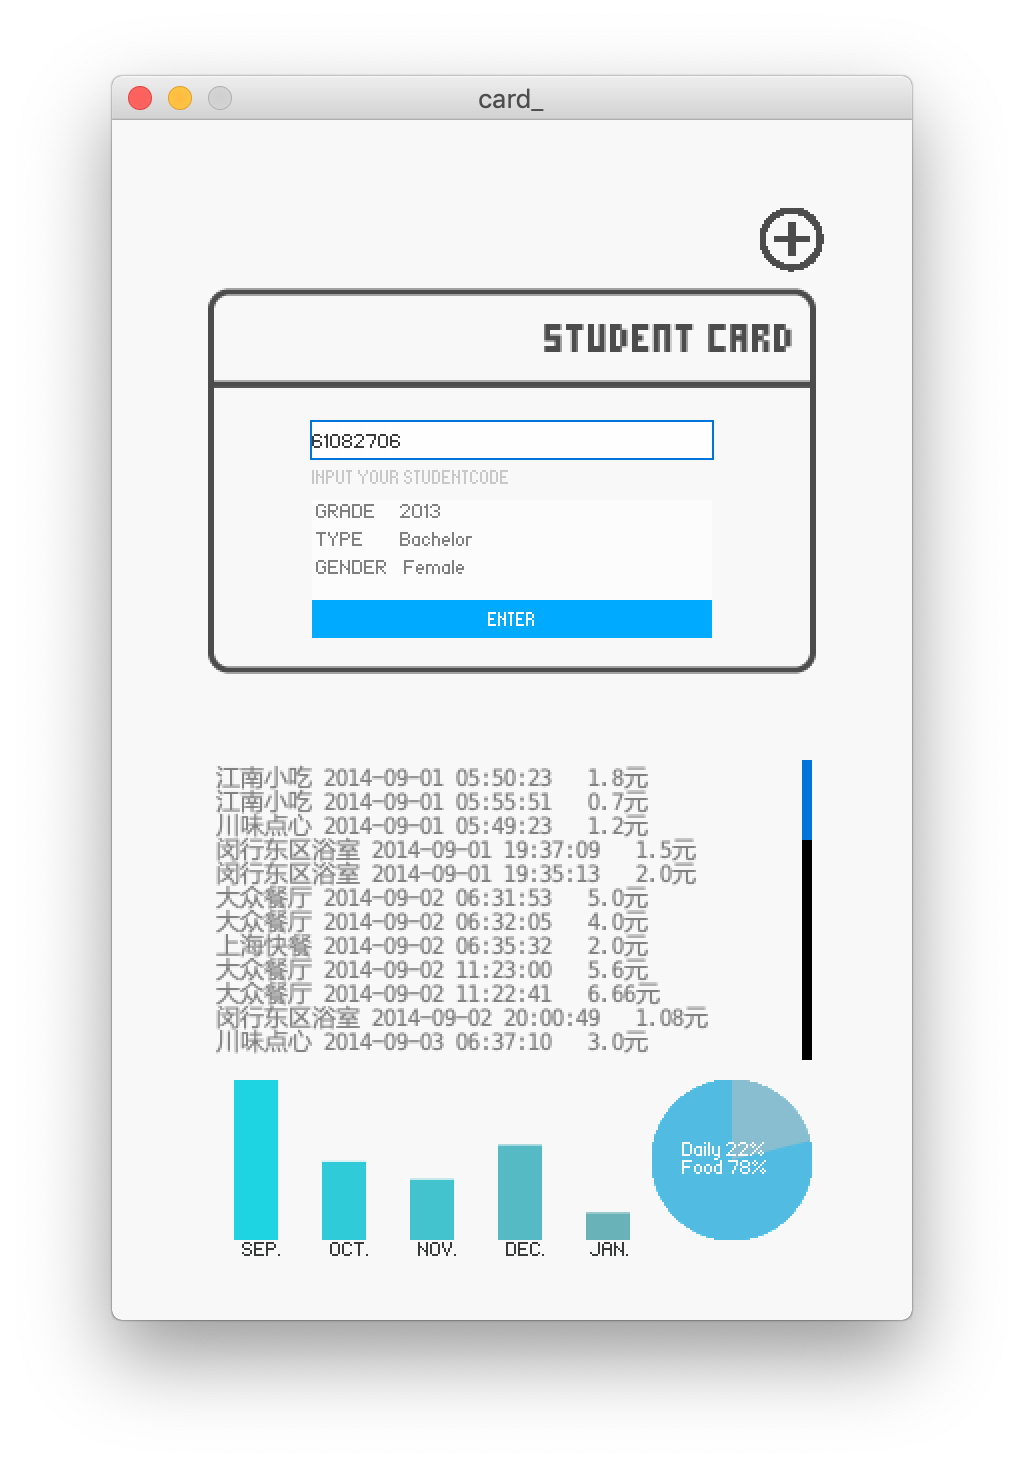 card_
STUDENT CARD
61082706
INPUT YOUR STUDENTCODE
GRADE 2013
TYPE Bachelor
GENDER Female
ENTER
江南小吃 2014-09-01 05:50:23 1.8元
江南小吃 2014-09-01 05:55:51 0.7元
川味点心 2014-09-01 05:49:23 1.2元
闵行东区浴室 2014-09-01 19:37:09 1.5元
闵行东区浴室 2014-09-01 19:35:13 2.0元
大众餐厅 2014-09-02 06:31:53 5.0元
大众餐厅 2014-09-02 06:32:05 4.0元
上海快餐 2014-09-02 06:35:32 2.0元
大众餐厅 2014-09-02 11:23:00 5.6元
大众餐厅 2014-09-02 11:22:41 6.66元
闵行东区浴室 2014-09-02 20:00:49 1.08元
川味点心 2014-09-03 06:37:10 3.0元
Daily 22%
Food 78%
SEP. OCT. NOV. DEC. JAN.